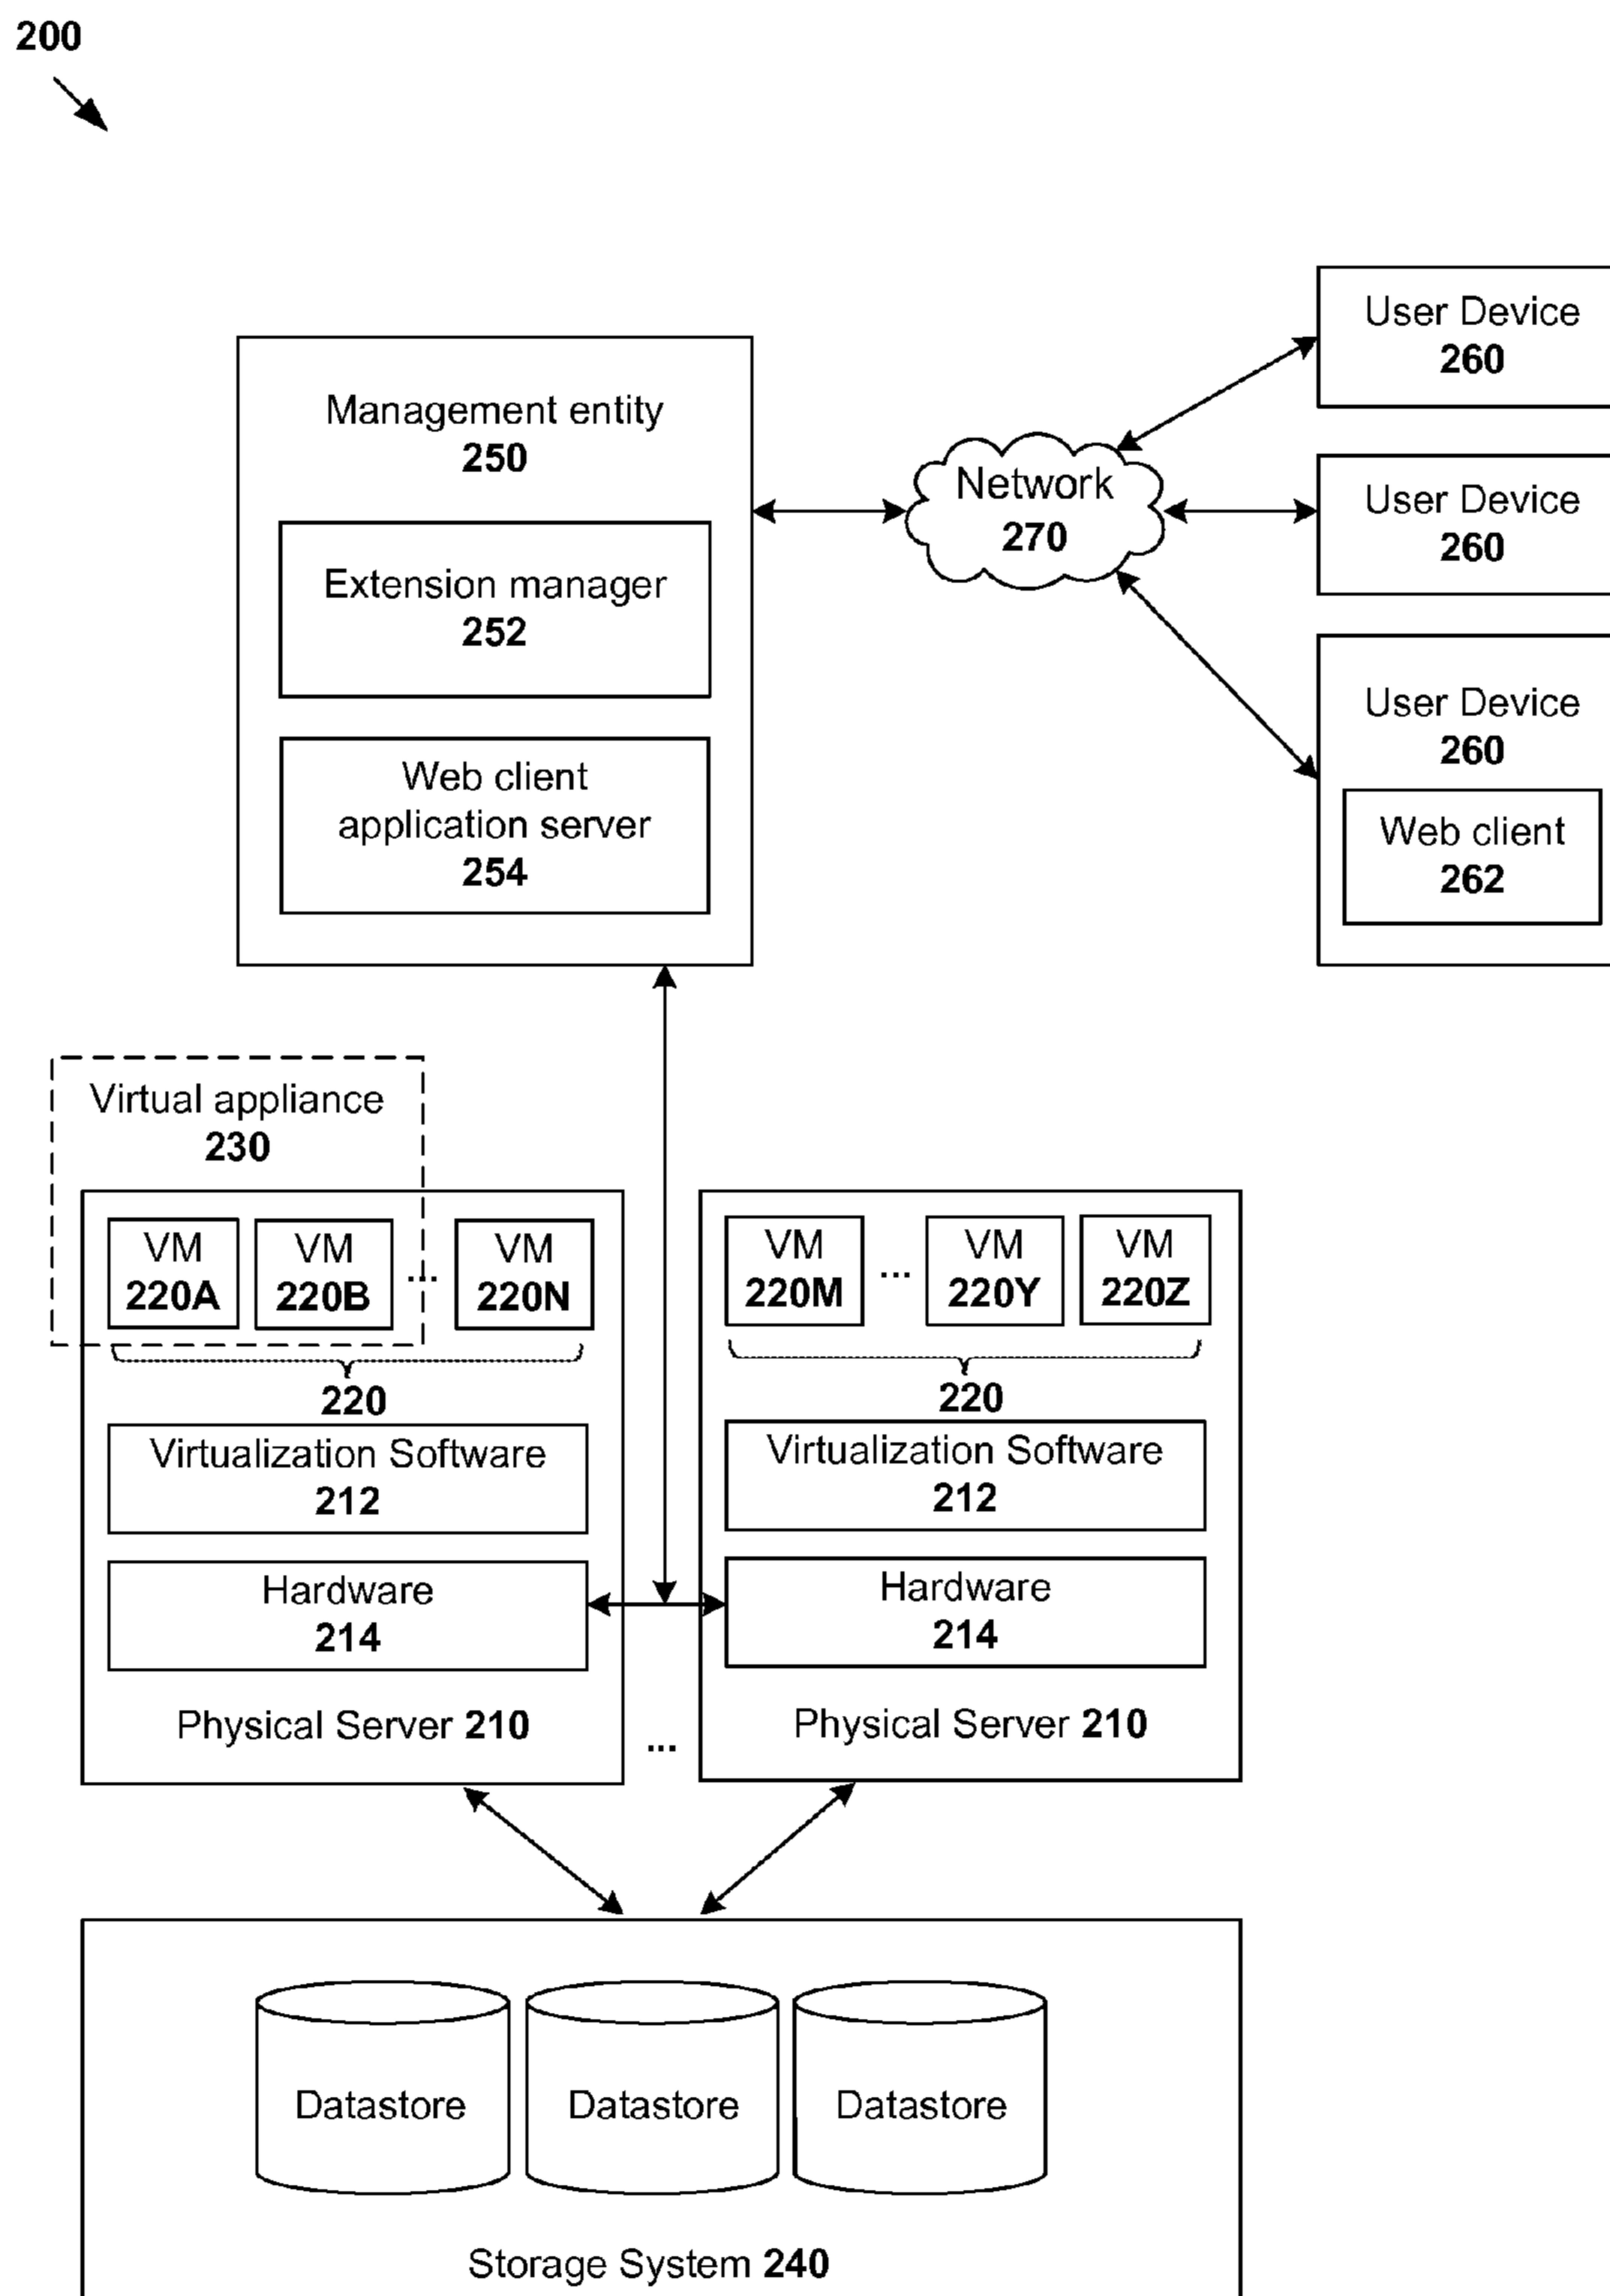 200
User Device
260
Management entity
250
Network
270
User Device
260
Extension manager
252
User Device
260
Web client
application server
254
Web client
262
Virtual appliance
230
VM
220A
VM
220B
...
VM
220N
VM
220M
...
VM
220Y
VM
220Z
220
220
Virtualization Software
212
Virtualization Software
212
Hardware
214
Hardware
214
Physical Server 210
...
Physical Server 210
Datastore
Datastore
Datastore
Storage System 240